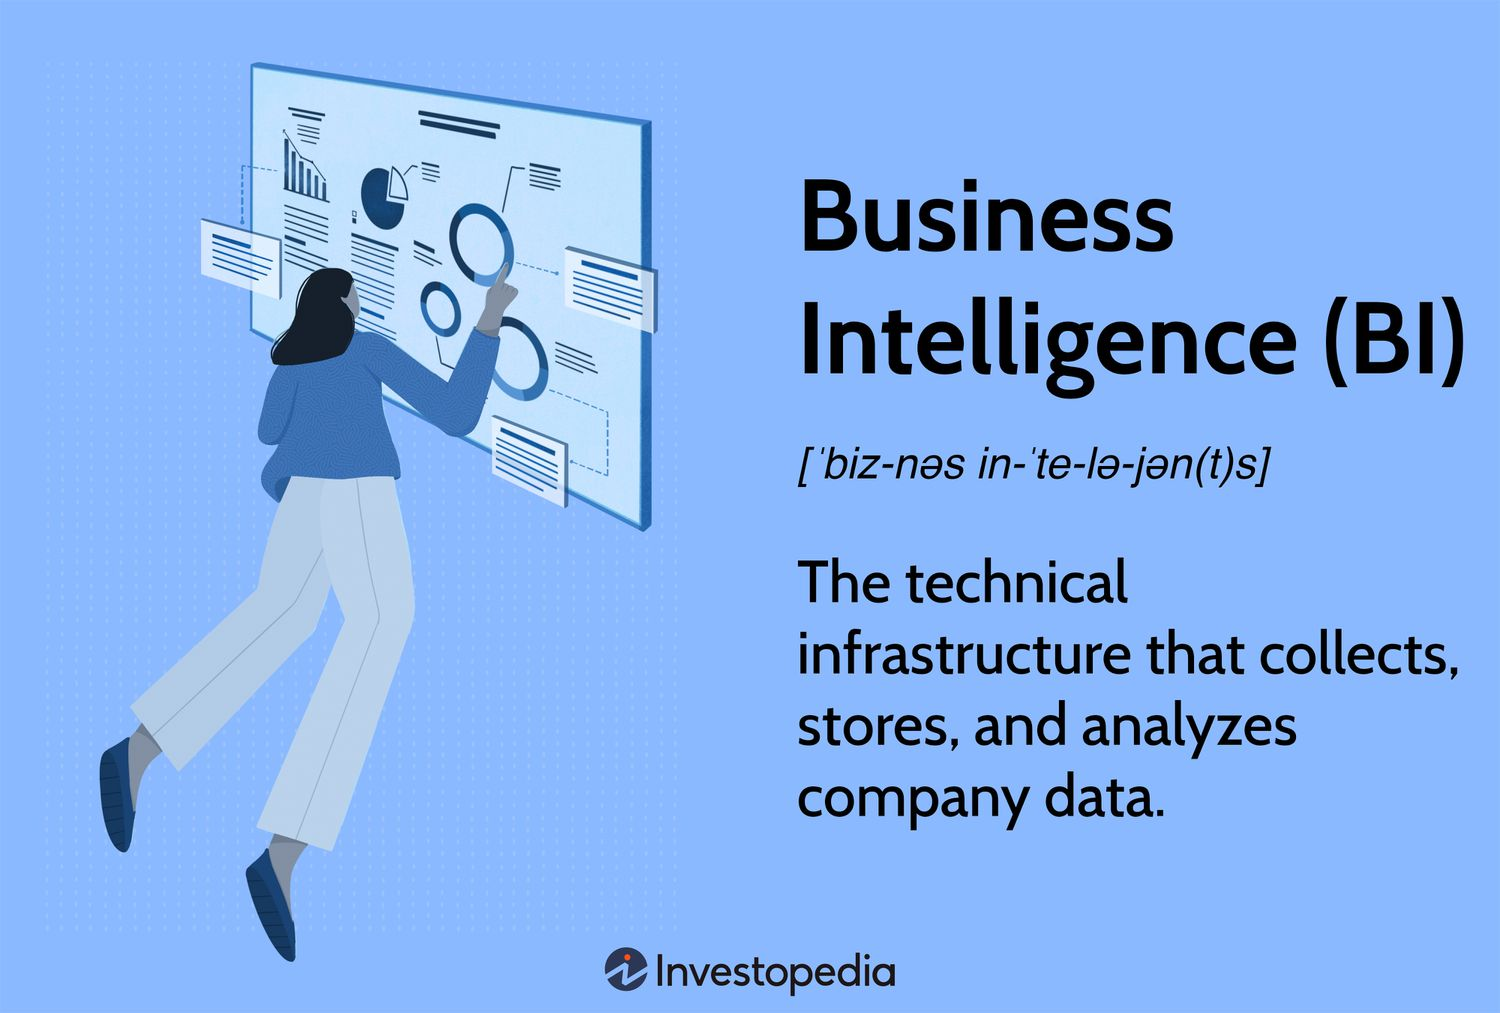 Business
Intelligence (BI)
[ˈbiz-nəs in-ˈte-lə-jən(t)s]
The technical
infrastructure that collects,
stores, and analyzes
company data.
Investopedia